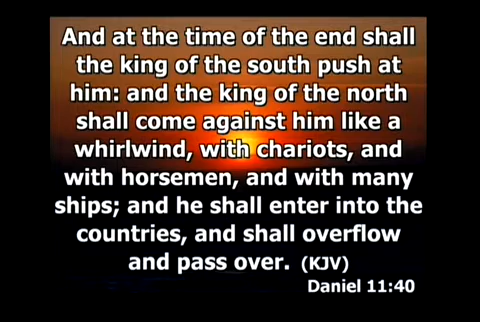 And at the time of the end shall
the king of the south push at
him: and the king of the north
shall come against him like a
whirlwind, with chariots, and
with horsemen, and with many
ships; and he shall enter into the
countries, and shall overflow
and pass over. (KJV)
Daniel 11:40